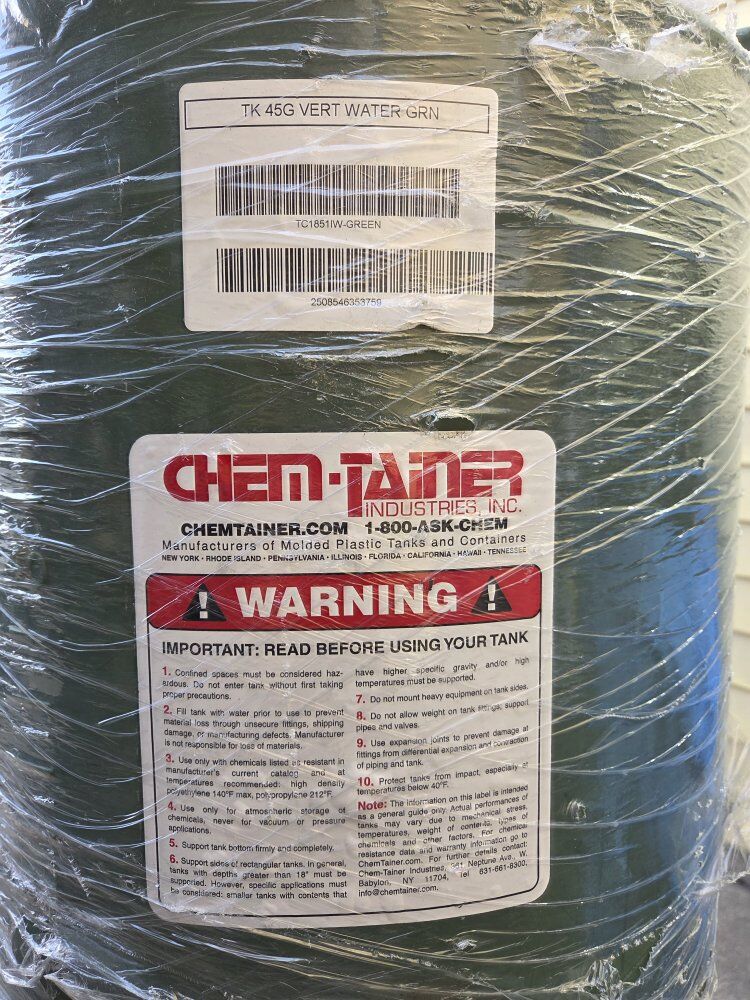 TK 45G VERT WATER GRN
TC1851IW-GREEN
2508546353759
CHEM-TAINER
INDUSTRIES, INC.
CHEMTAINER.COM 1-800-ASK-CHEM
Manufacturers of Molded Plastic Tanks and Containers
NEW YORK • RHODE ISLAND • PENNSYLVANIA • ILLINOIS • FLORIDA • CALIFORNIA • HAWAII • TENNESSEE
! WARNING !
IMPORTANT: READ BEFORE USING YOUR TANK
1. Confined spaces must be considered haz-
ardous. Do not enter tank without first taking
proper precautions.
2. Fill tank with water prior to use to prevent
material loss through unsecure fittings, shipping
damage, or manufacturing defects. Manufacturer
is not responsible for loss of materials.
3. Use only with chemicals listed as resistant in
manufacturer's current catalog and at
temperatures recommended: high density
polyethylene 140°F max, polypropylene 212°F.
4. Use only for atmospheric storage of
chemicals, never for vacuum or pressure
applications.
5. Support tank bottom firmly and completely.
6. Support sides of rectangular tanks. In general,
tanks with depths greater than 18" must be
supported. However, specific applications must
be considered: smaller tanks with contents that
have higher specific gravity and/or high
temperatures must be supported.
7. Do not mount heavy equipment on tank sides.
8. Do not allow weight on tank fittings; support
pipes and valves.
9. Use expansion joints to prevent damage at
fittings from differential expansion and contraction
of piping and tank.
10. Protect tanks from impact, especially at
temperatures below 40°F.
Note: The information on this label is intended
as a general guide only. Actual performances of
tanks may vary due to mechanical stress,
temperatures, weight of contents, types of
chemicals and other factors. For chemical
resistance data and warranty information go to
ChemTainer.com. For further details contact:
Chem-Tainer Industries, 361 Neptune Ave., W.
Babylon, NY 11704, Tel 631-661-8300,
info@chemtainer.com.